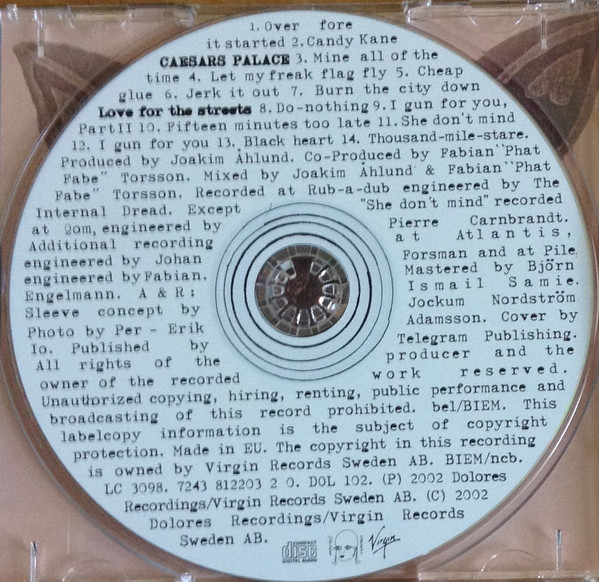 1.Over fore
it started 2.Candy Kane
CAESARS PALACE 3. Mine all of the
time 4. Let my freak flag fly 5. Cheap
glue 6. Jerk it out 7. Burn the city down
Love for the streets 8. Do-nothing 9. I gun for you,
Part II 10. Fifteen minutes too late 11. She don't mind
12. I gun for you 13. Black heart 14. Thousand-mile-stare.
Produced by Joakim Åhlund. Co-Produced by Fabian "Phat
Fabe" Torsson. Mixed by Joakim Åhlund & Fabian "Phat
Fabe" Torsson. Recorded at Rub-a-dub engineered by The
Internal Dread. Except "She don't mind" recorded
at Qom, engineered by Pierre Carnbrandt.
Additional recording at Atlantis,
engineered by Johan Forsman and at Pile
engineered by Fabian. Mastered by Björn
Engelmann. A & R: Ismail Samie.
Sleeve concept by Jockum Nordström
Photo by Per - Erik Adamsson. Cover by
Io. Published by Telegram Publishing.
All rights of the producer and the
owner of the recorded work reserved.
Unauthorized copying, hiring, renting, public performance and
broadcasting of this record prohibited. bel/BIEM. This
labelcopy information is the subject of copyright
protection. Made in EU. The copyright in this recording
is owned by Virgin Records Sweden AB. BIEM/ncb.
LC 3098. 7243 812203 2 0. DOL 102. (P) 2002 Dolores
Recordings/Virgin Records Sweden AB. (C) 2002
Dolores Recordings/Virgin Records
Sweden AB. COMPACT disc DIGITAL AUDIO Virgin